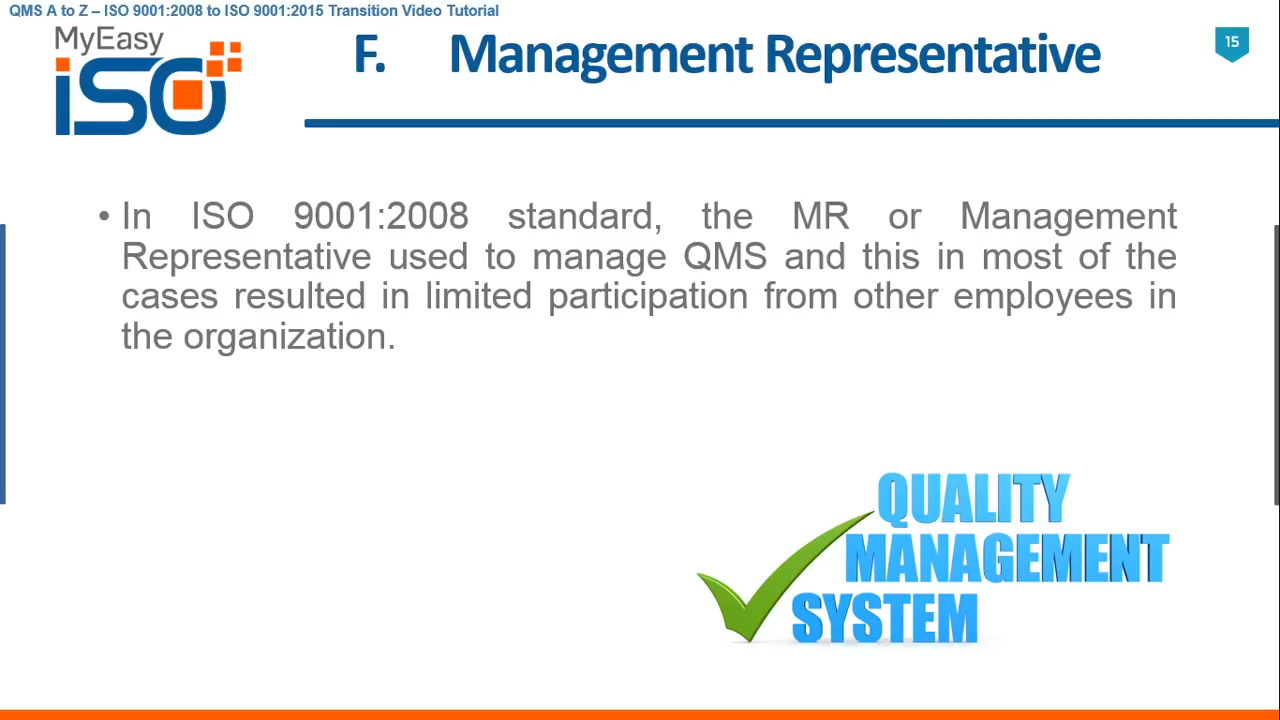 QMS A to Z – ISO 9001:2008 to ISO 9001:2015 Transition Video Tutorial
MyEasy
iSO
F. Management Representative
15
• In ISO 9001:2008 standard, the MR or Management
Representative used to manage QMS and this in most of the
cases resulted in limited participation from other employees in
the organization.
QUALITY
MANAGEMENT
SYSTEM